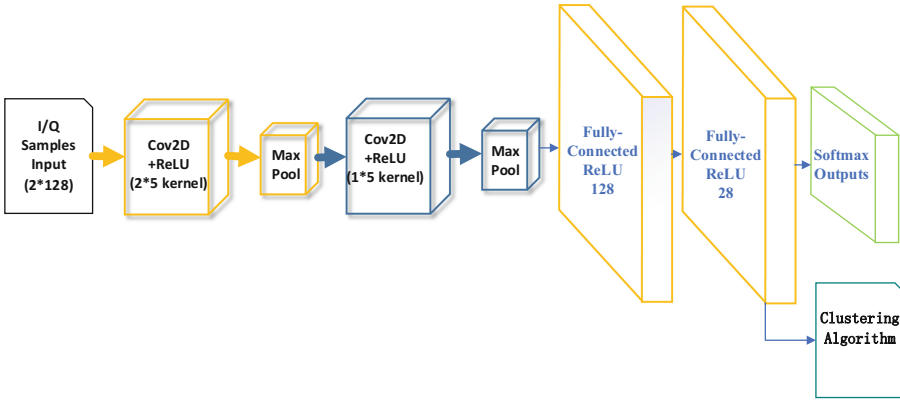 I/Q
Samples
Input
(2*128)
Cov2D
+ReLU
(2*5 kernel)
Max
Pool
Cov2D
+ReLU
(1*5 kernel)
Max
Pool
Fully-
Connected
ReLU
128
Fully-
Connected
ReLU
28
Softmax
Outputs
Clustering
Algorithm